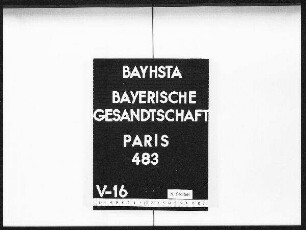 BAYHSTA
BAYERISCHE
GESANDTSCHAFT
PARIS
483
V-16